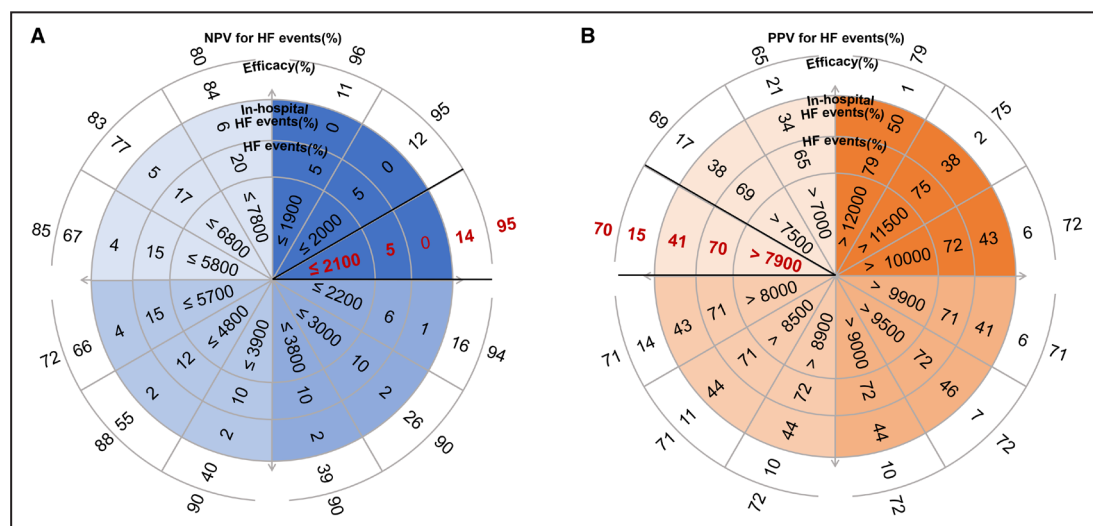 A
NPV for HF events(%)
Efficacy(%)
In-hospital
HF events(%)
HF events(%)
≤ 1900 5 0 11 96
≤ 2000 5 0 12 95
≤ 2100 5 0 14 95
≤ 2200 6 1 16 94
≤ 3000 10 2 26 90
≤ 3800 10 2 39 90
≤ 3900 10 2 40 90
≤ 4800 12 2 55 88
≤ 5700 15 4 66 72
≤ 5800 15 4 67 85
≤ 6800 17 5 77 83
≤ 7800 20 6 84 80
B
PPV for HF events(%)
Efficacy(%)
In-hospital
HF events(%)
HF events(%)
> 12000 79 50 1 79
> 11500 75 38 2 75
> 10000 72 43 6 72
> 9900 71 41 6 71
> 9500 72 46 7 72
> 9000 72 44 10 72
> 8900 72 44 10 72
> 8500 71 44 11 71
> 8000 71 43 14 71
> 7900 70 41 15 70
> 7500 69 38 17 69
> 7000 65 34 21 65